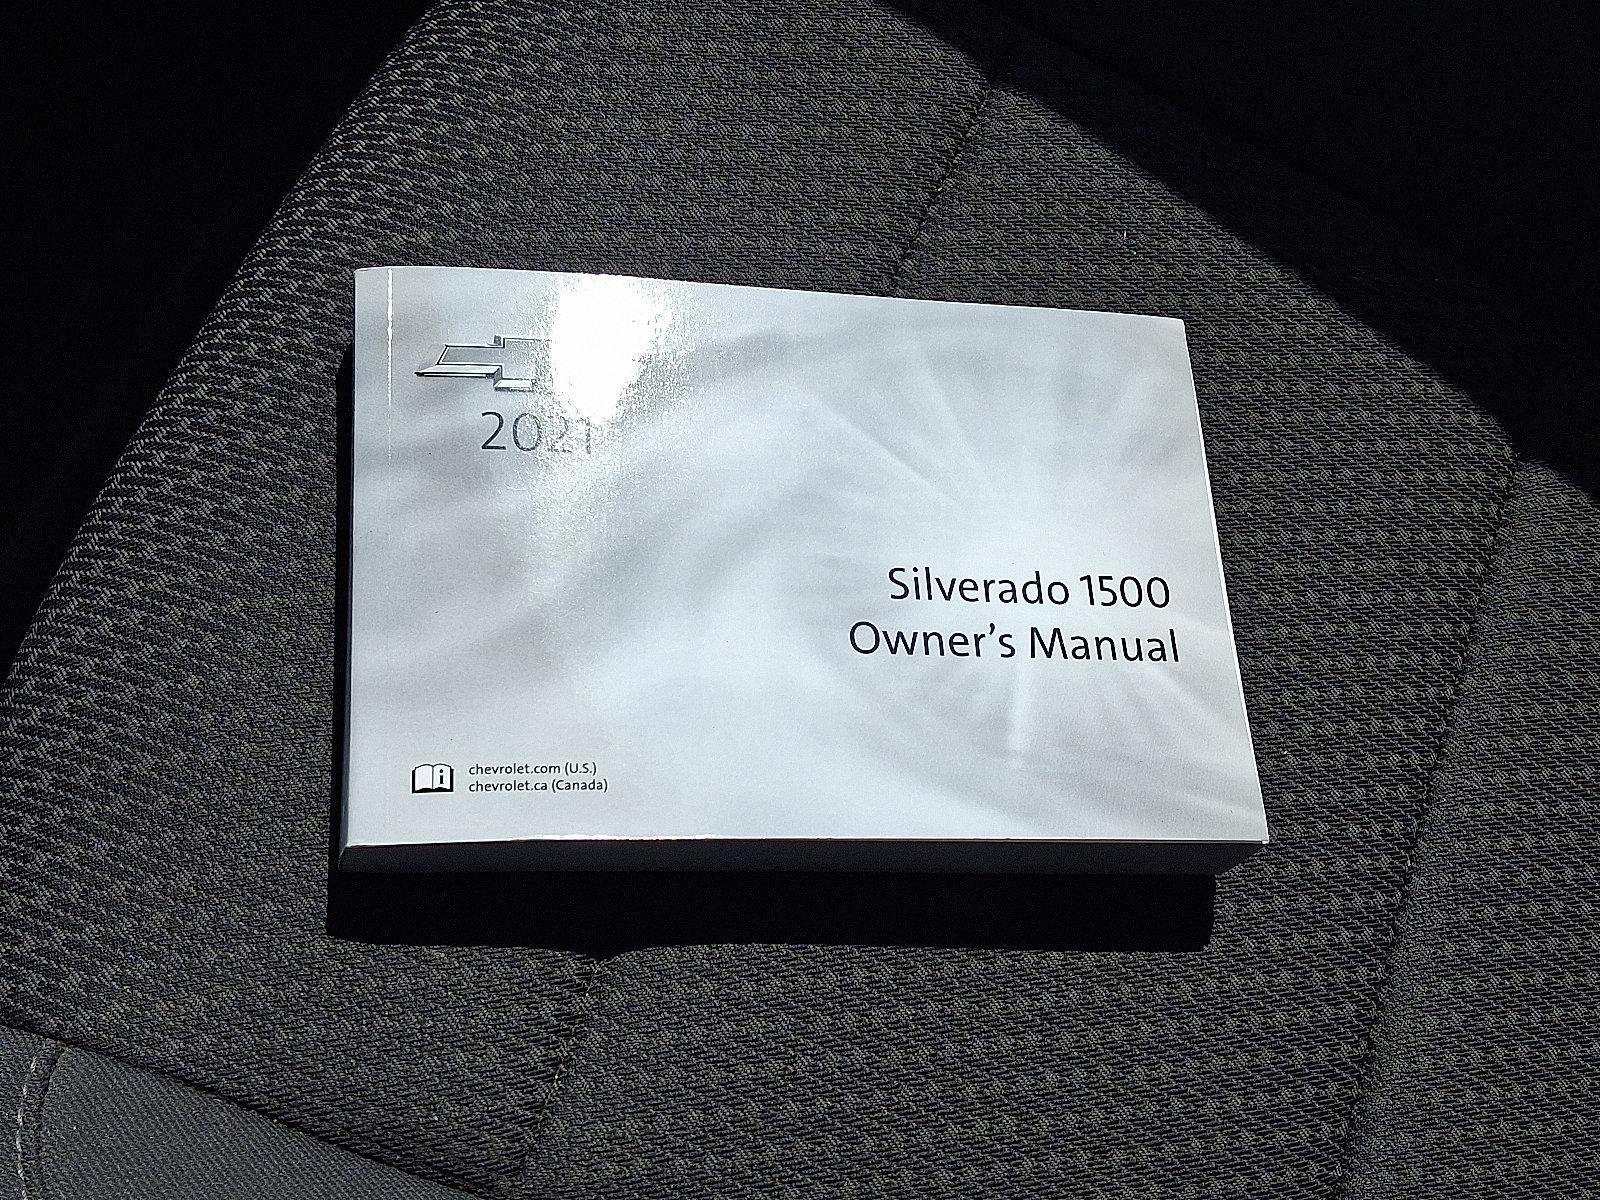 2021
Silverado 1500
Owner's Manual
chevrolet.com (U.S.)
chevrolet.ca (Canada)